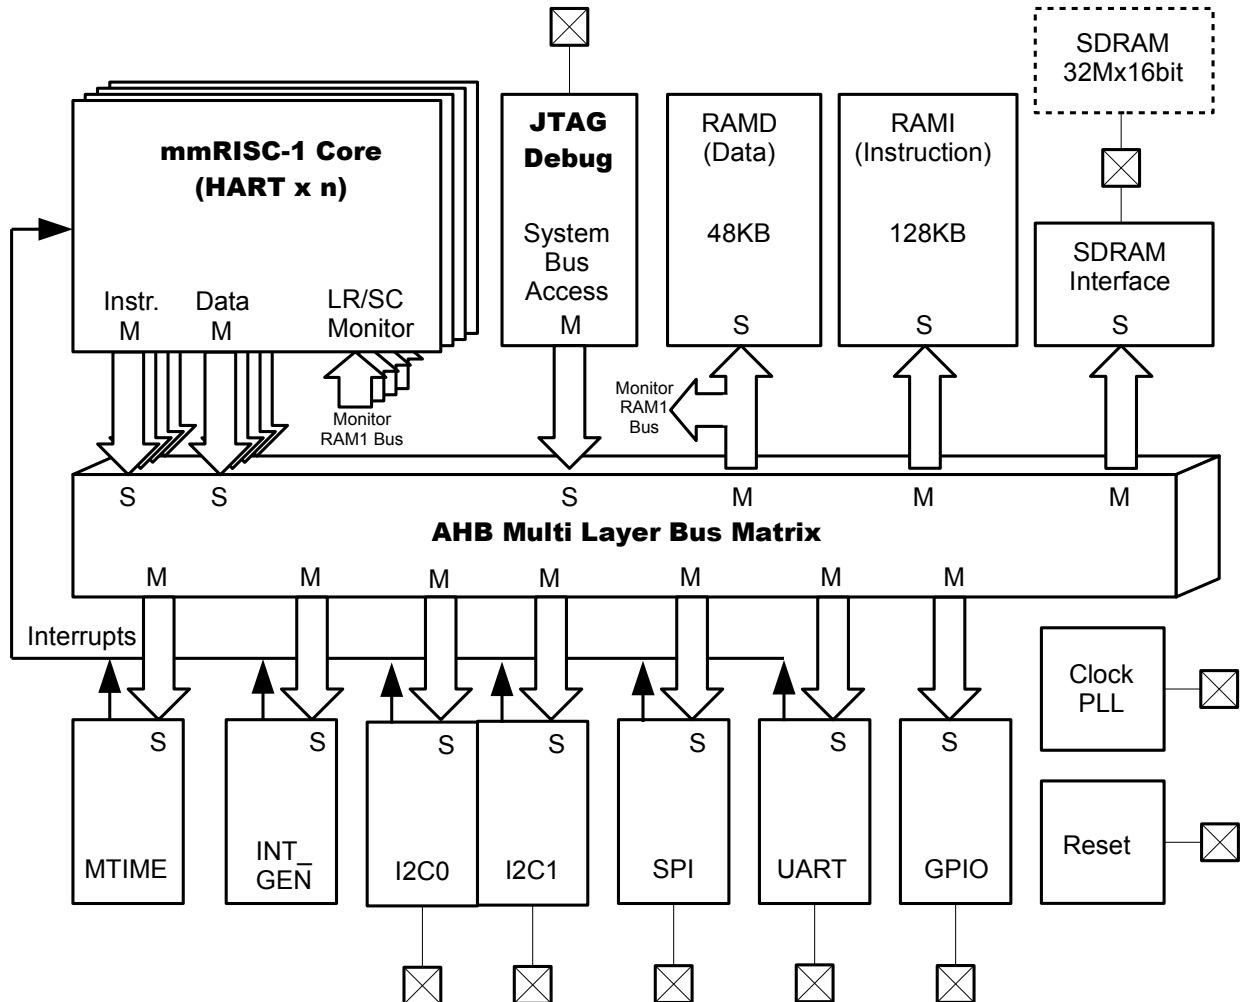 mmRISC-1 Core
(HART x n)
Instr.
M
Data
M
LR/SC
Monitor
Monitor
RAM1 Bus
JTAG
Debug
System
Bus
Access
M
RAMD
(Data)
48KB
S
Monitor
RAM1
Bus
RAMI
(Instruction)
128KB
S
SDRAM
32Mx16bit
SDRAM
Interface
S
S
S
S
M
M
M
AHB Multi Layer Bus Matrix
M
M
M
M
M
M
M
Interrupts
S
MTIME
S
INT_
GEN
S
I2C0
S
I2C1
S
SPI
S
UART
S
GPIO
Clock
PLL
Reset